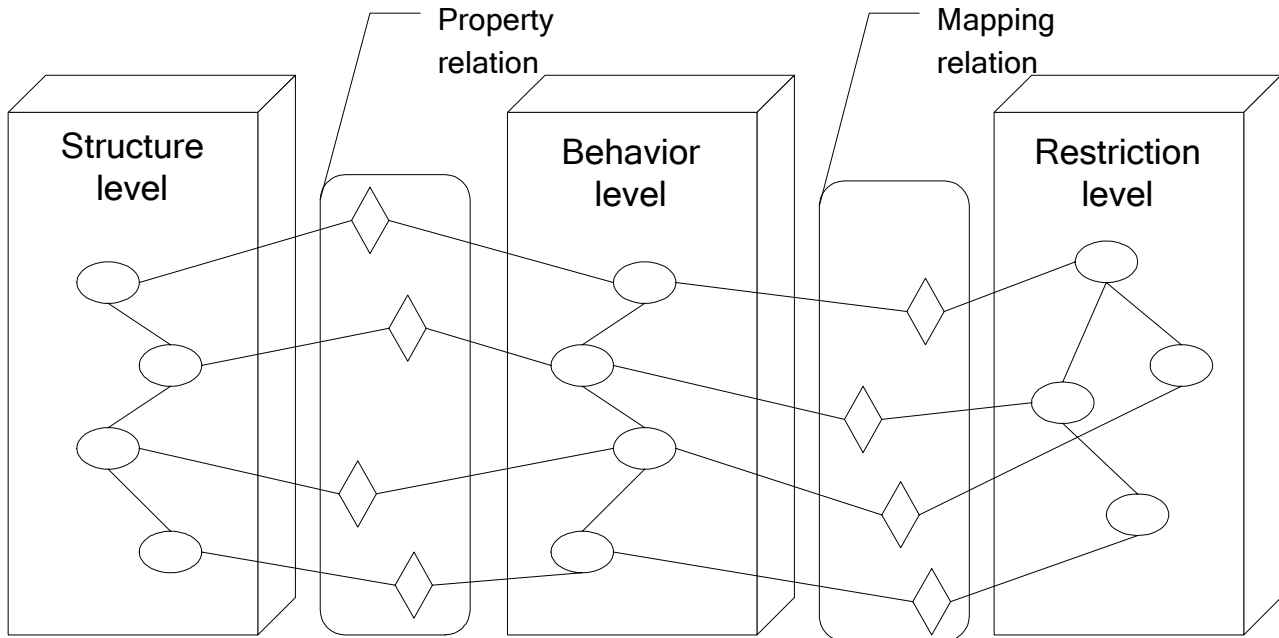 Property
relation
Mapping
relation
Structure
level
Behavior
level
Restriction
level